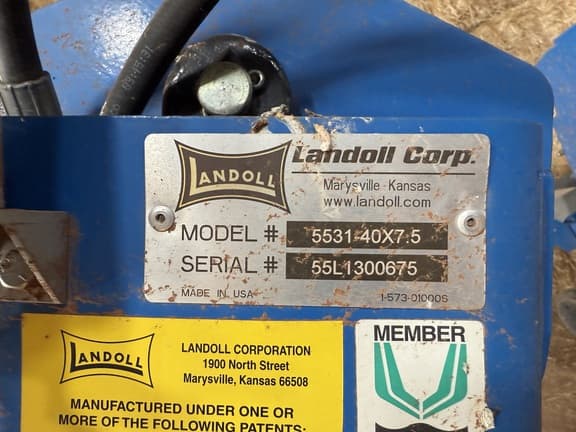 LANDOLL
Landoll Corp.
Marysville Kansas
www.landoll.com
MODEL # 5531-40X7.5
SERIAL # 55L1300675
MADE IN USA
1-573-010005
LANDOLL
LANDOLL CORPORATION
1900 North Street
Marysville, Kansas 66508
MANUFACTURED UNDER ONE OR
MORE OF THE FOLLOWING PATENTS:
MEMBER